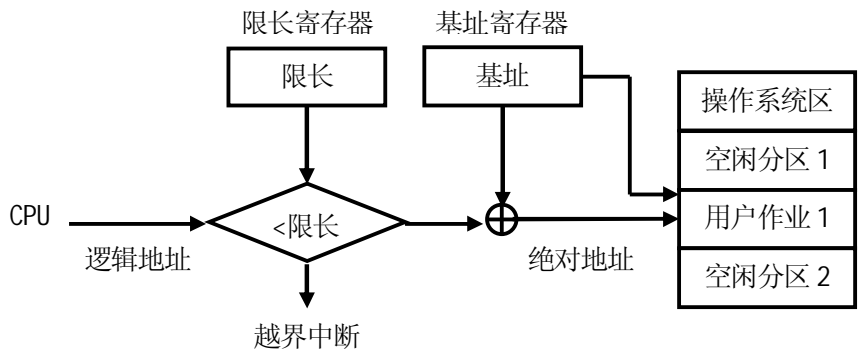 限长寄存器
基址寄存器
限长
基址
操作系统区
空闲分区 1
CPU
<限长
用户作业 1
逻辑地址
绝对地址
空闲分区 2
越界中断